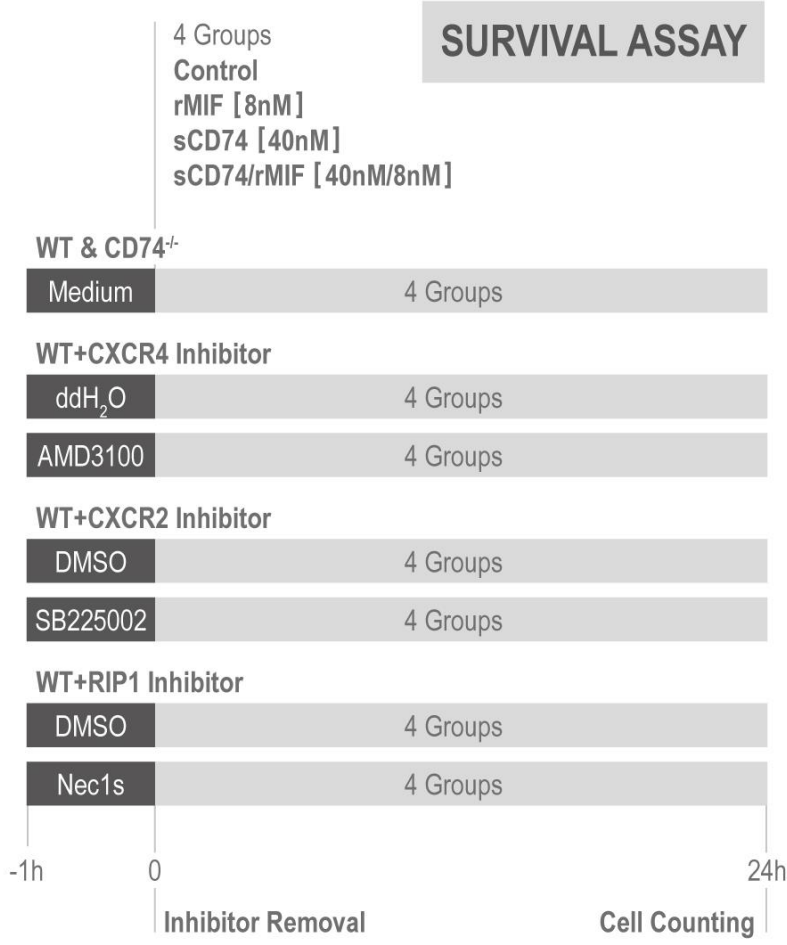 SURVIVAL ASSAY
4 Groups
Control
rMIF [8nM]
sCD74 [40nM]
sCD74/rMIF [40nM/8nM]
WT & CD74-/-
Medium 4 Groups
WT+CXCR4 Inhibitor
ddH2O 4 Groups
AMD3100 4 Groups
WT+CXCR2 Inhibitor
DMSO 4 Groups
SB225002 4 Groups
WT+RIP1 Inhibitor
DMSO 4 Groups
Nec1s 4 Groups
-1h 0 24h
Inhibitor Removal Cell Counting